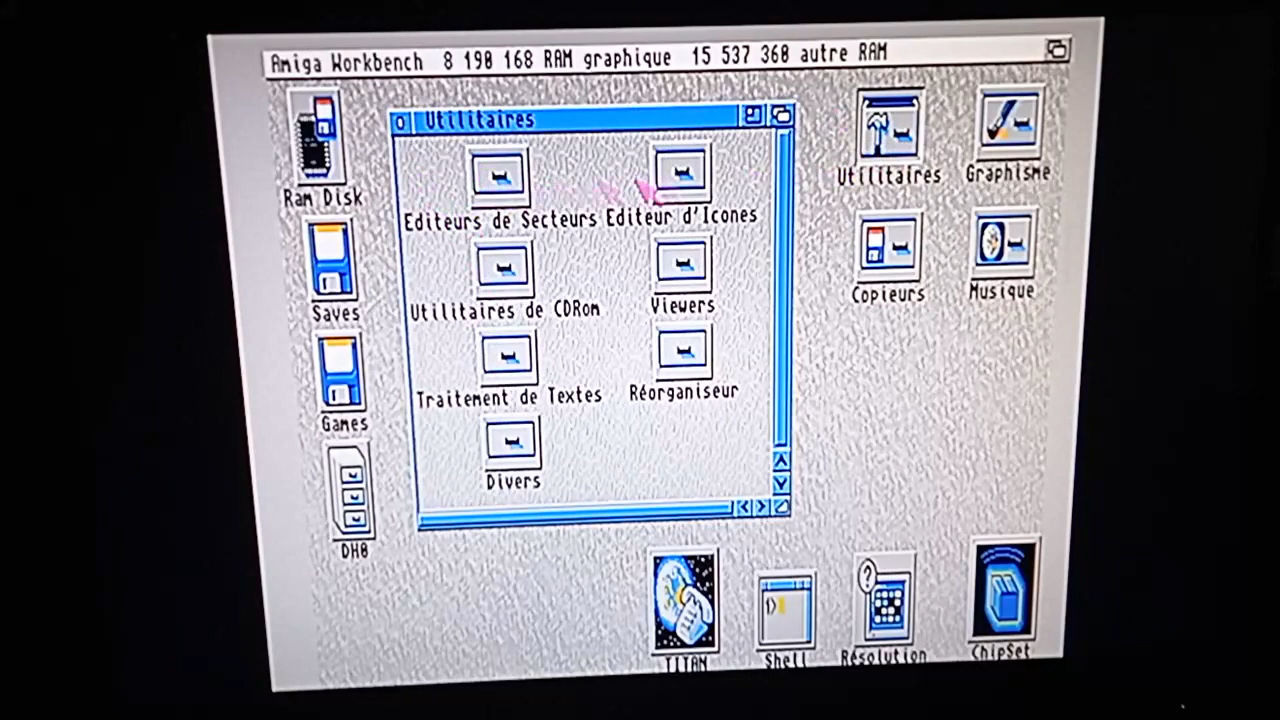 Amiga Workbench 8 198 168 RAM graphique 15 537 368 autre RAM
Utilitaires
Ram Disk
Utilitaires
Graphisme
Editeurs de Secteurs
Editeur d'Icones
Saves
Copieurs
Musique
Utilitaires de CDRom
Viewers
Games
Traitement de Textes
Réorganiseur
DH0
Divers
TITAN
Shell
Résolution
ChipSet